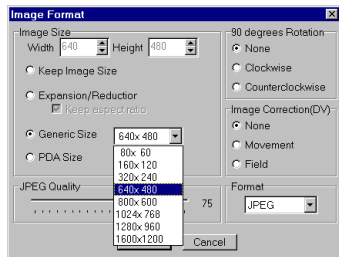 Image Format
Image Size
Width 640 Height 480
Keep Image Size
Expansion/Reduction
Keep aspect ratio
Generic Size 640x 480
80x 60
160x 120
320x 240
640x 480
800x 600
1024x 768
1280x 960
1600x1200
PDA Size
JPEG Quality
75
Cancel
90 degrees Rotation
None
Clockwise
Counterclockwise
Image Correction(DV)
None
Movement
Field
Format
JPEG